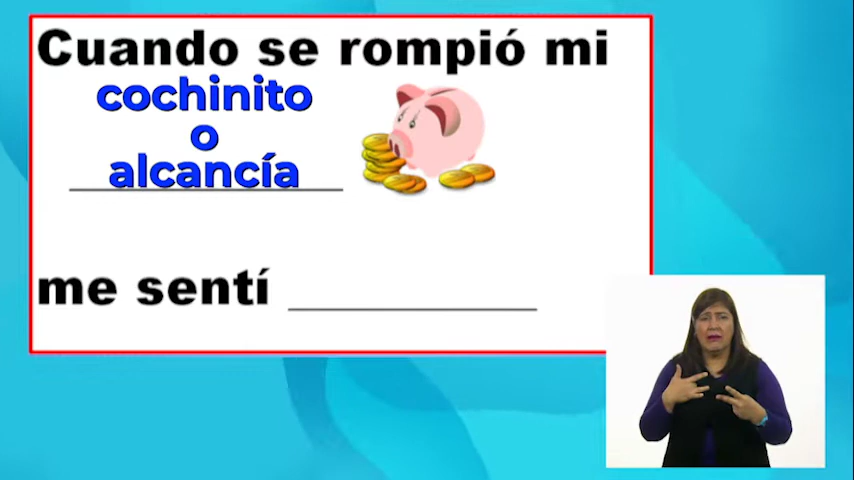 Cuando se rompió mi
cochinito
o
alcancía
me sentí